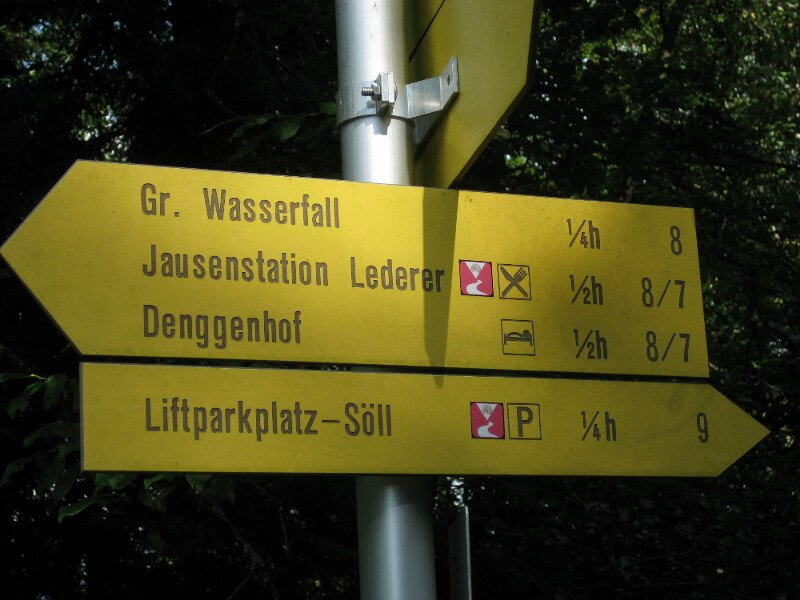 Gr. Wasserfall ¼h 8
Jausenstation Lederer ½h 8/7
Denggenhof ½h 8/7
Liftparkplatz–Söll P ¼h 9